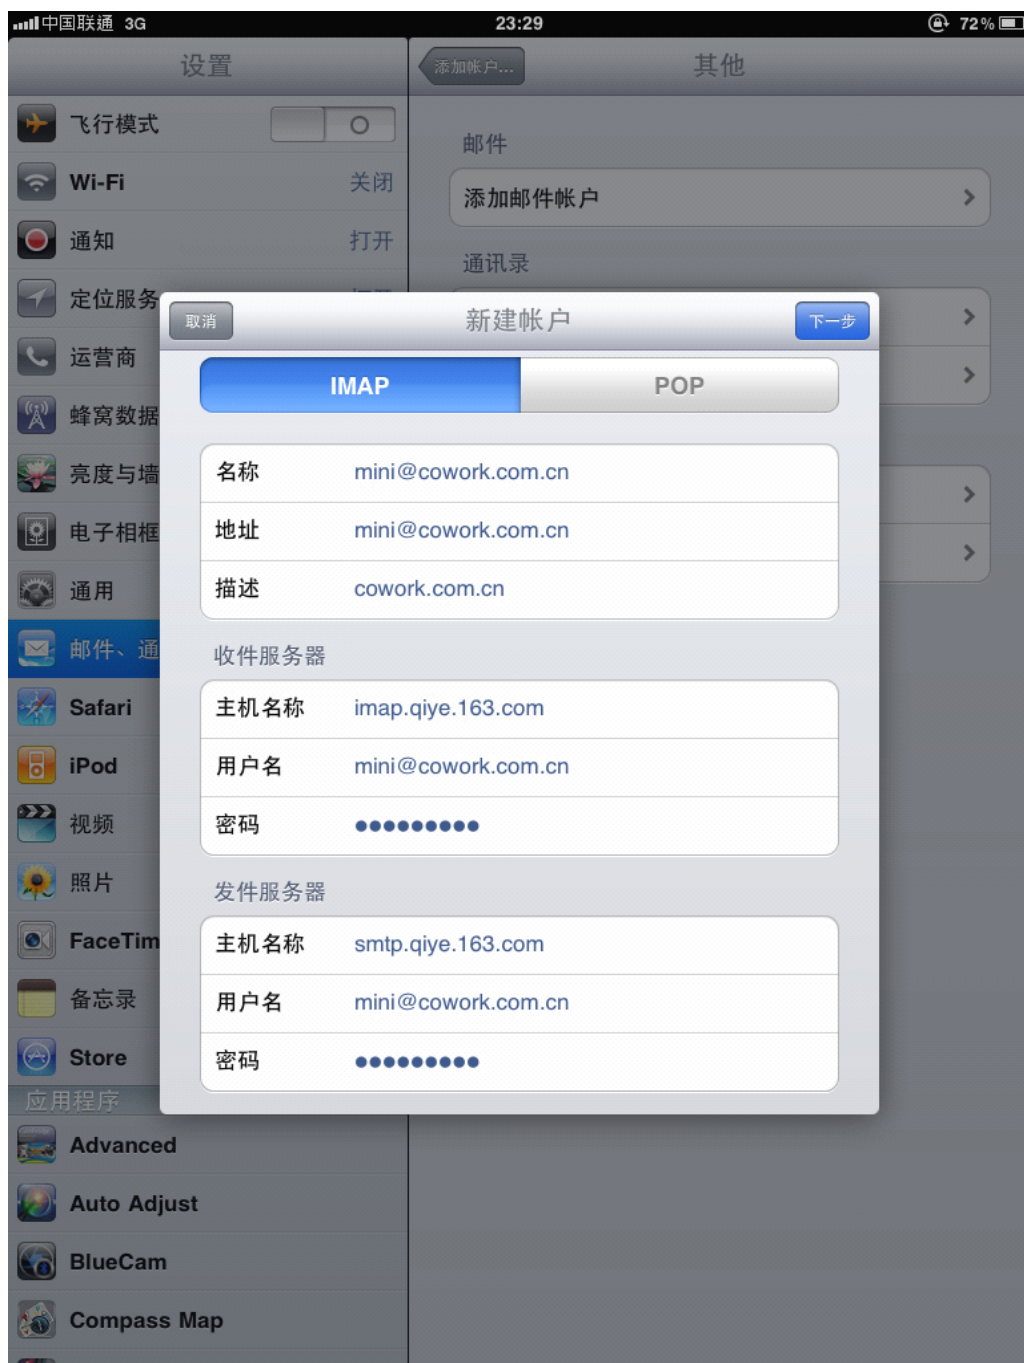 中国联通 3G
23:29
72%
设置
添加帐户...
其他
飞行模式
Wi-Fi 关闭
通知 打开
定位服务
运营商
蜂窝数据
亮度与墙
电子相框
通用
邮件、通
Safari
iPod
视频
照片
FaceTim
备忘录
Store
应用程序
Advanced
Auto Adjust
BlueCam
Compass Map
邮件
添加邮件帐户
通讯录
取消
新建帐户
下一步
IMAP
POP
名称 mini@cowork.com.cn
地址 mini@cowork.com.cn
描述 cowork.com.cn
收件服务器
主机名称 imap.qiye.163.com
用户名 mini@cowork.com.cn
密码 ●●●●●●●●●
发件服务器
主机名称 smtp.qiye.163.com
用户名 mini@cowork.com.cn
密码 ●●●●●●●●●